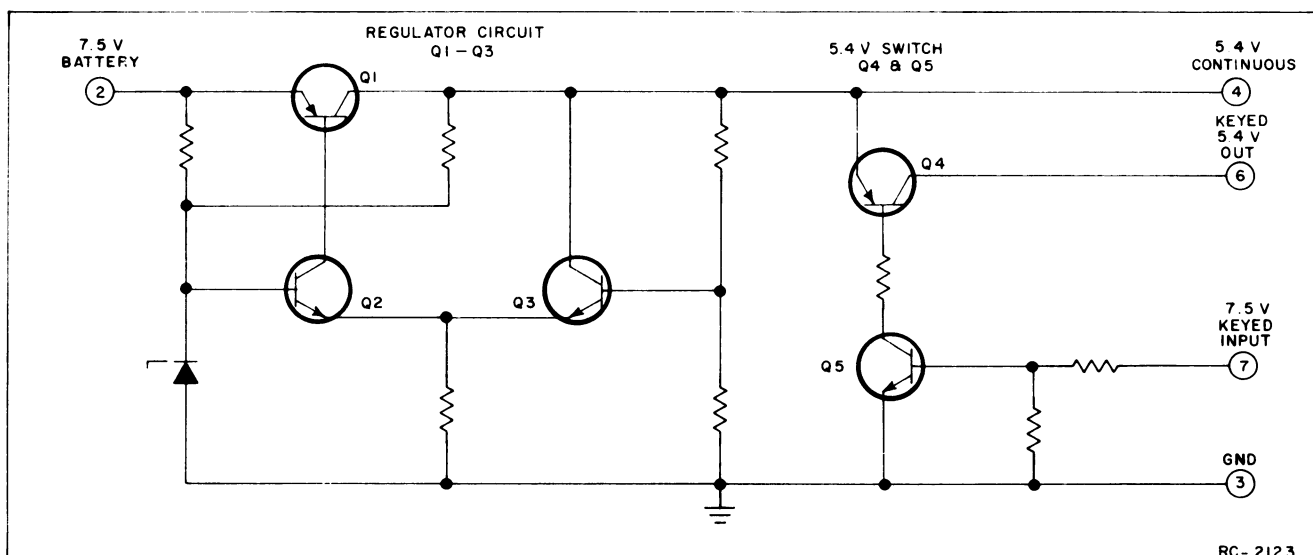 7.5 V
BATTERY
2
REGULATOR CIRCUIT
Q1-Q3
Q1
5.4 V SWITCH
Q4 & Q5
5.4 V
CONTINUOUS
4
KEYED
5.4 V
OUT
6
Q4
Q2
Q3
Q5
7.5 V
KEYED
INPUT
7
GND
3
RC-2123